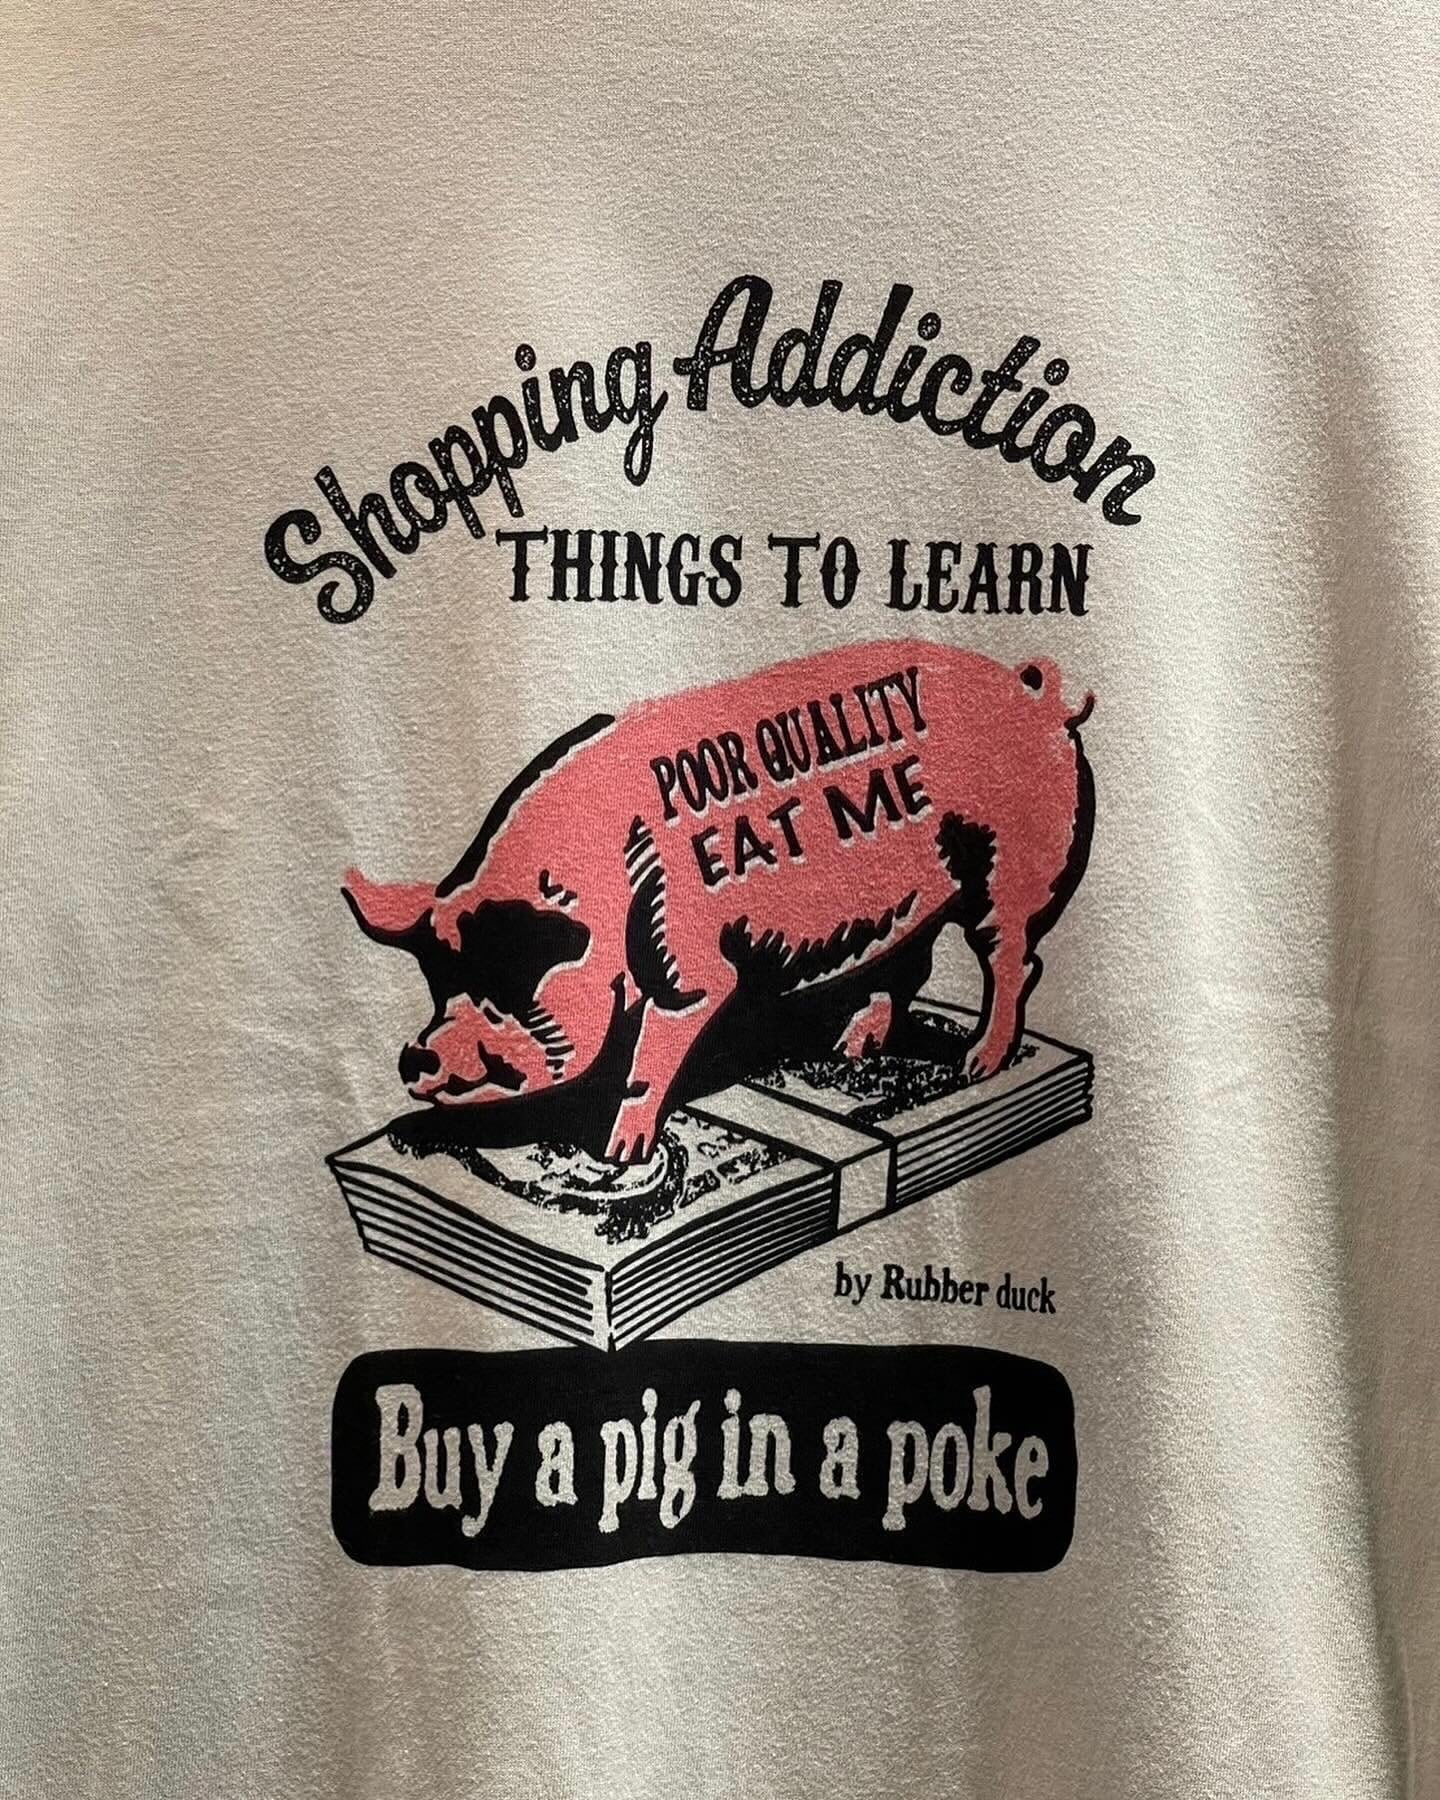 Shopping Addiction
THINGS TO LEARN
POOR QUALITY
EAT ME
by Rubber duck
Buy a pig in a poke